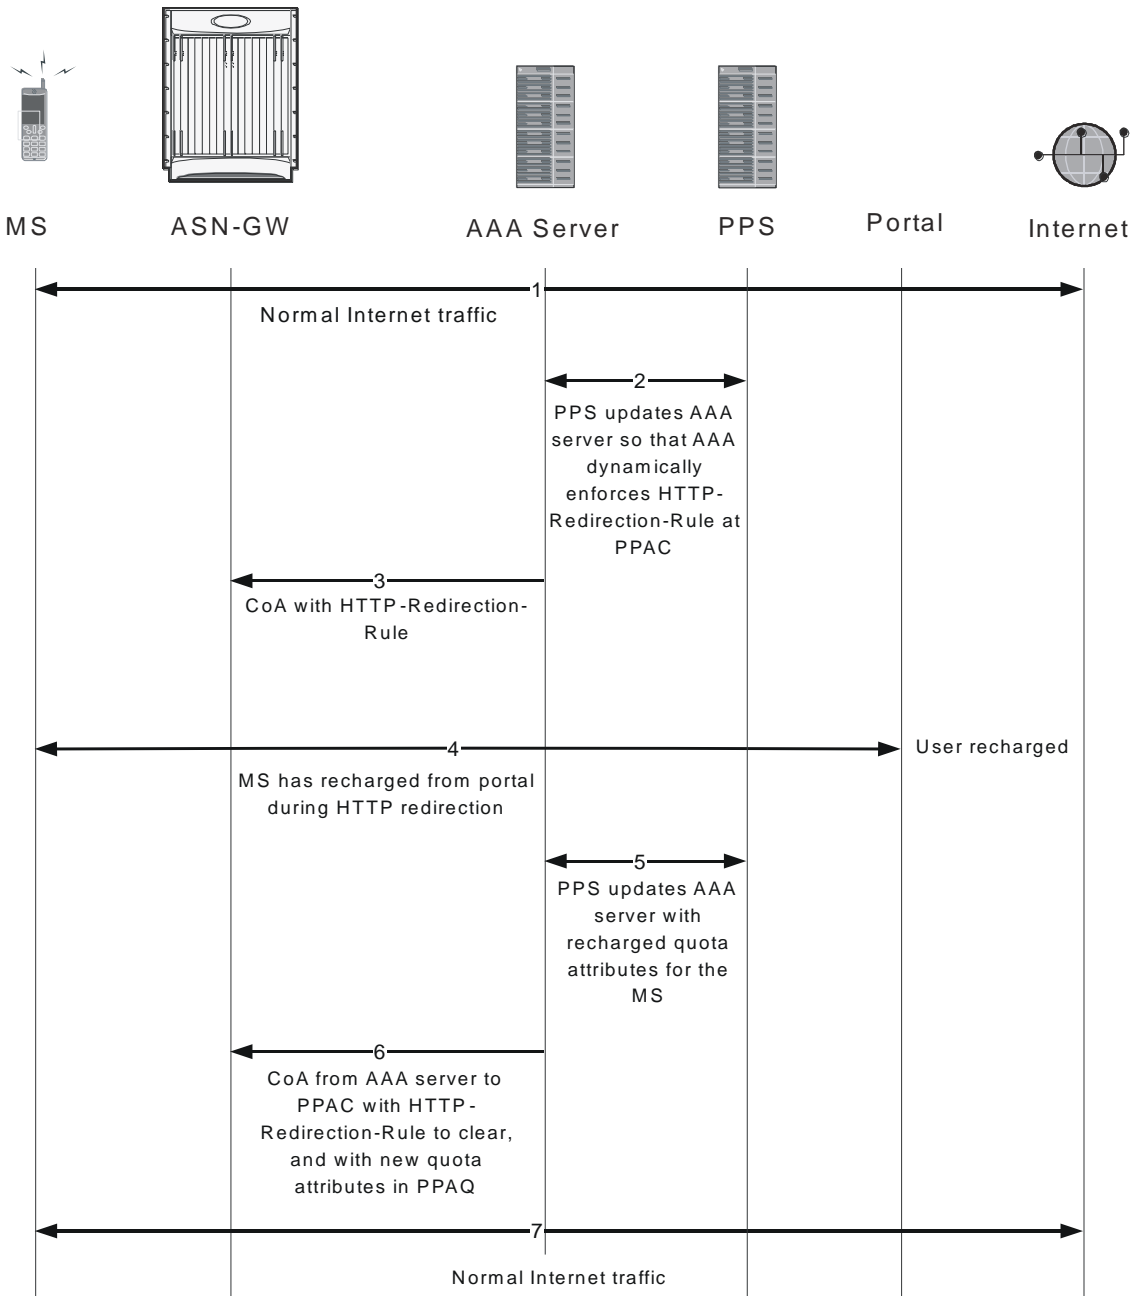 MS
ASN-GW
AAA Server
PPS
Portal
Internet
1
Normal Internet traffic
2
PPS updates AAA
server so that AAA
dynamically
enforces HTTP-
Redirection-Rule at
PPAC
3
CoA with HTTP-Redirection-
Rule
4
User recharged
MS has recharged from portal
during HTTP redirection
5
PPS updates AAA
server with
recharged quota
attributes for the
MS
6
CoA from AAA server to
PPAC with HTTP-
Redirection-Rule to clear,
and with new quota
attributes in PPAQ
7
Normal Internet traffic